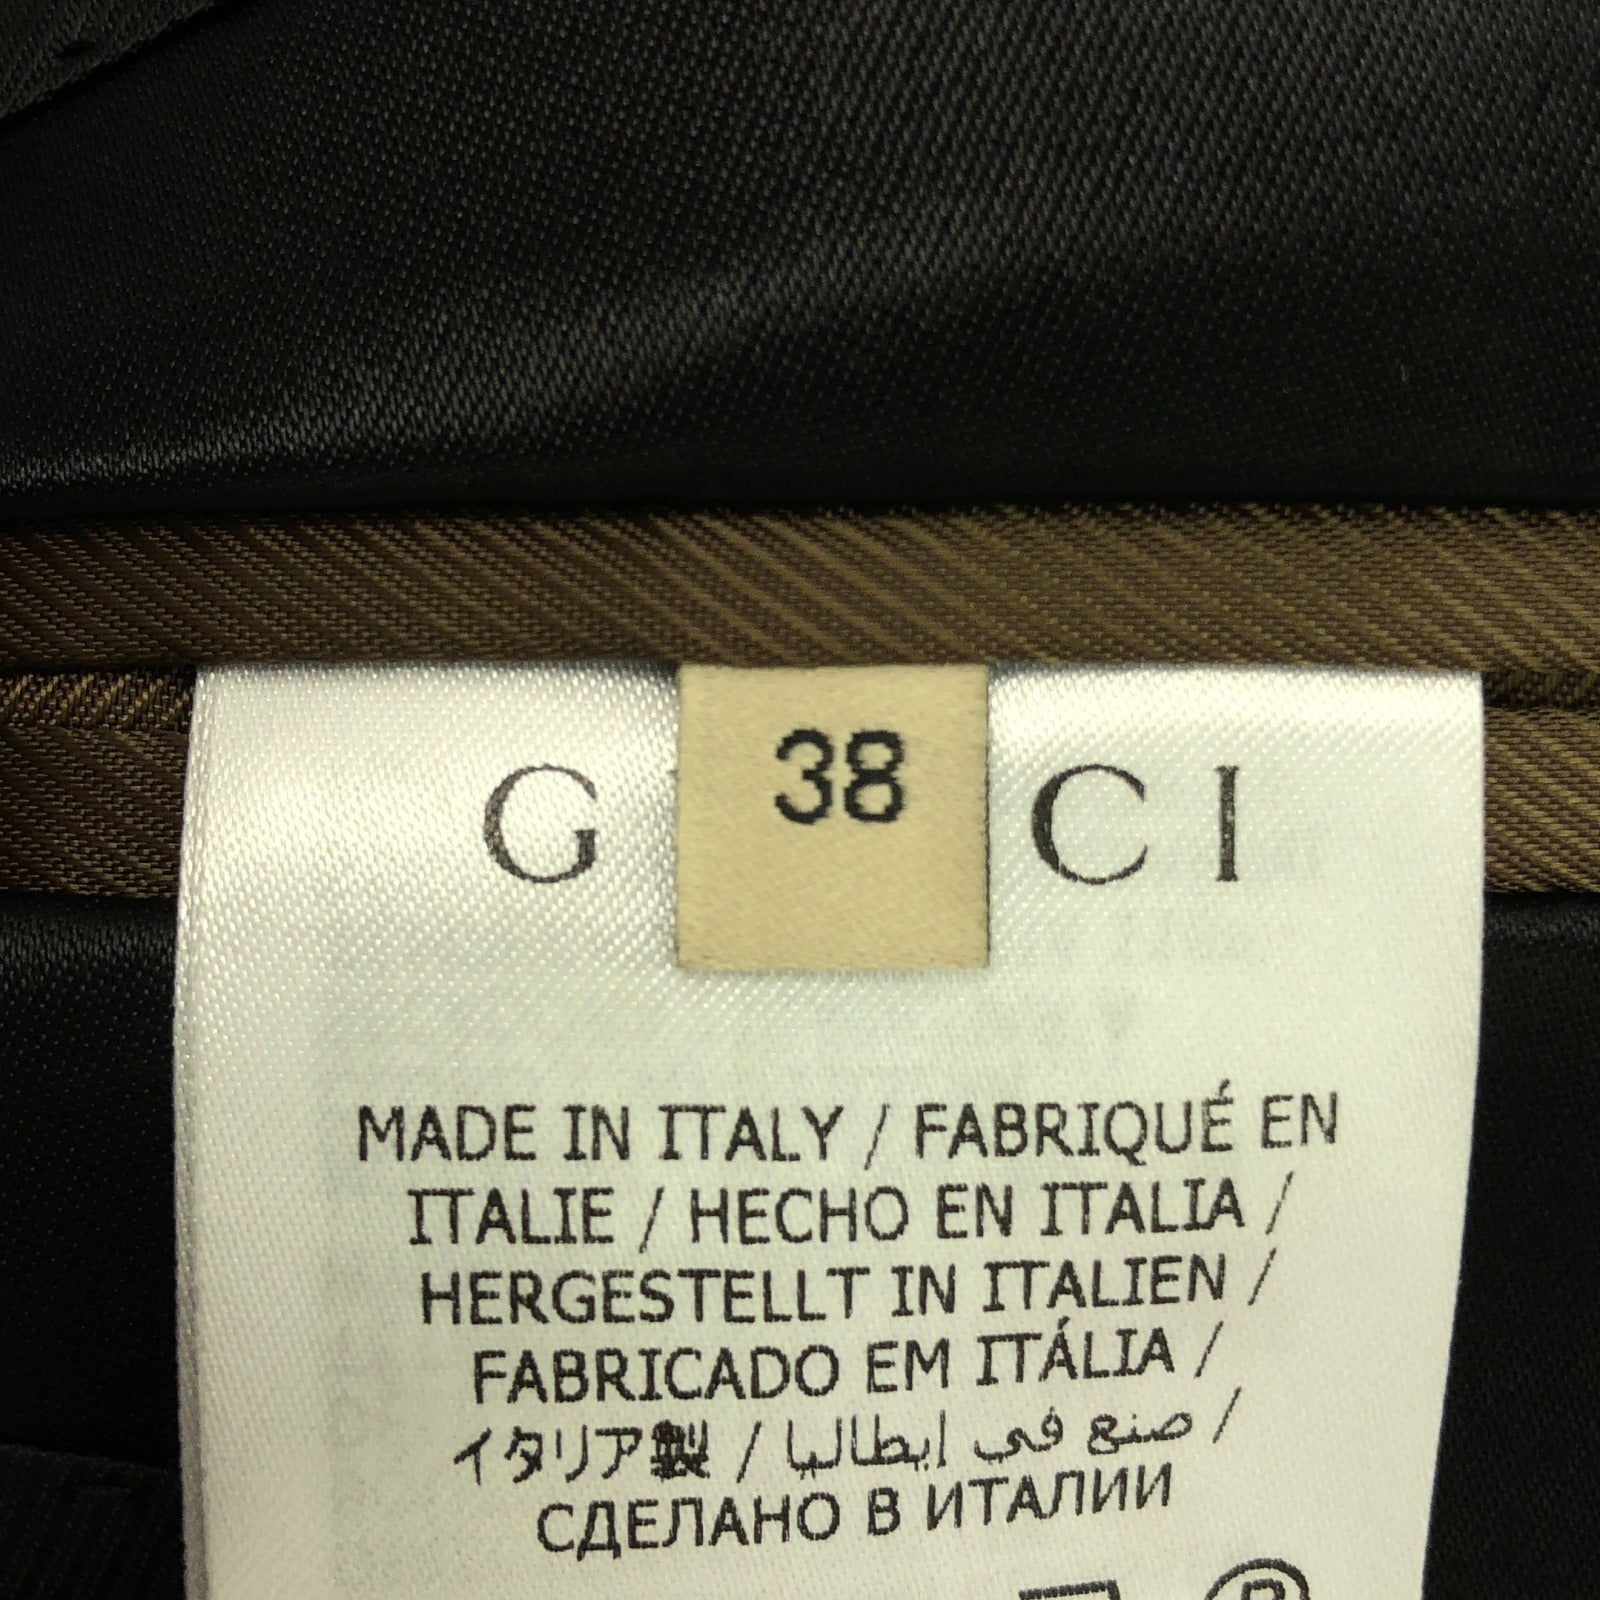 38
G CI
MADE IN ITALY / FABRIQUÉ EN
ITALIE / HECHO EN ITALIA /
HERGESTELLT IN ITALIEN /
FABRICADO EM ITÁLIA /
イタリア製 / صنع في إيطاليا /
СДЕЛАНО В ИТАЛИИ